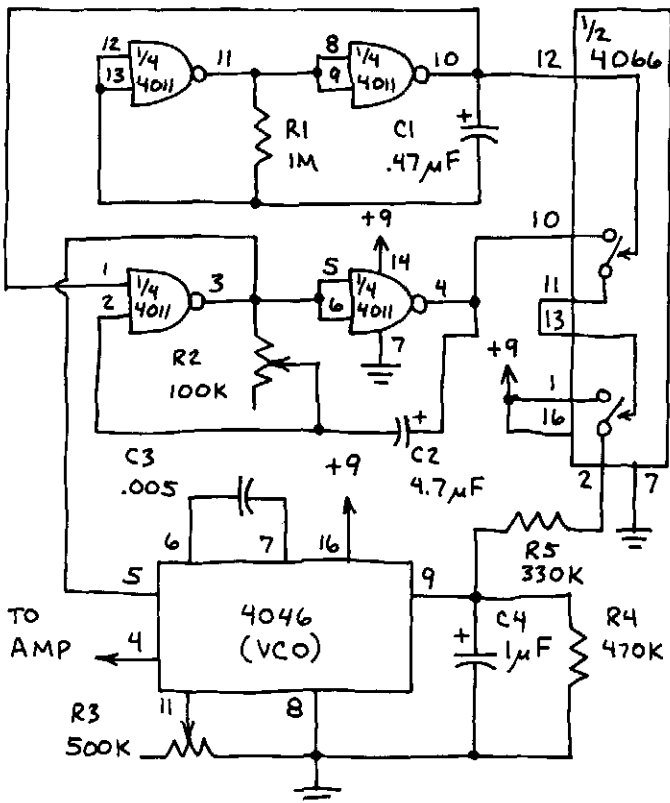 12
13
1/4
4011
11
8
9
1/4
4011
10
12
1/2
4066
R1
1M
C1
+
.47µF
+9
10
1
2
1/4
4011
3
5
6
1/4
4011
14
4
7
11
13
R2
100K
+9
1
16
C3
.005
+
C2
4.7µF
+9
2
7
6
7
16
R5
330K
5
4046
(VCO)
9
TO
AMP
4
+
C4
1µF
R4
470K
11
8
R3
500K